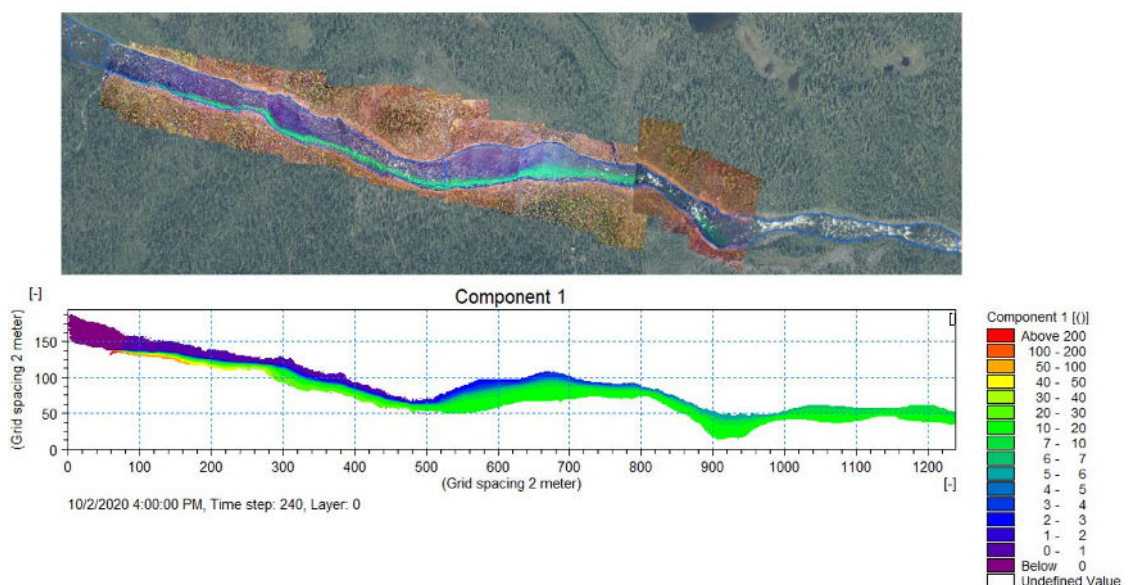 [-]
Component 1
(Grid spacing 2 meter)
150
100
50
0
[
0 100 200 300 400 500 600 700 800 900 1000 1100 1200
(Grid spacing 2 meter)
[-]
10/2/2020 4:00:00 PM, Time step: 240, Layer: 0
Component 1 [()]
Above 200
100 - 200
50 - 100
40 - 50
30 - 40
20 - 30
10 - 20
7 - 10
6 - 7
5 - 6
4 - 5
3 - 4
2 - 3
1 - 2
0 - 1
Below 0
Undefined Value